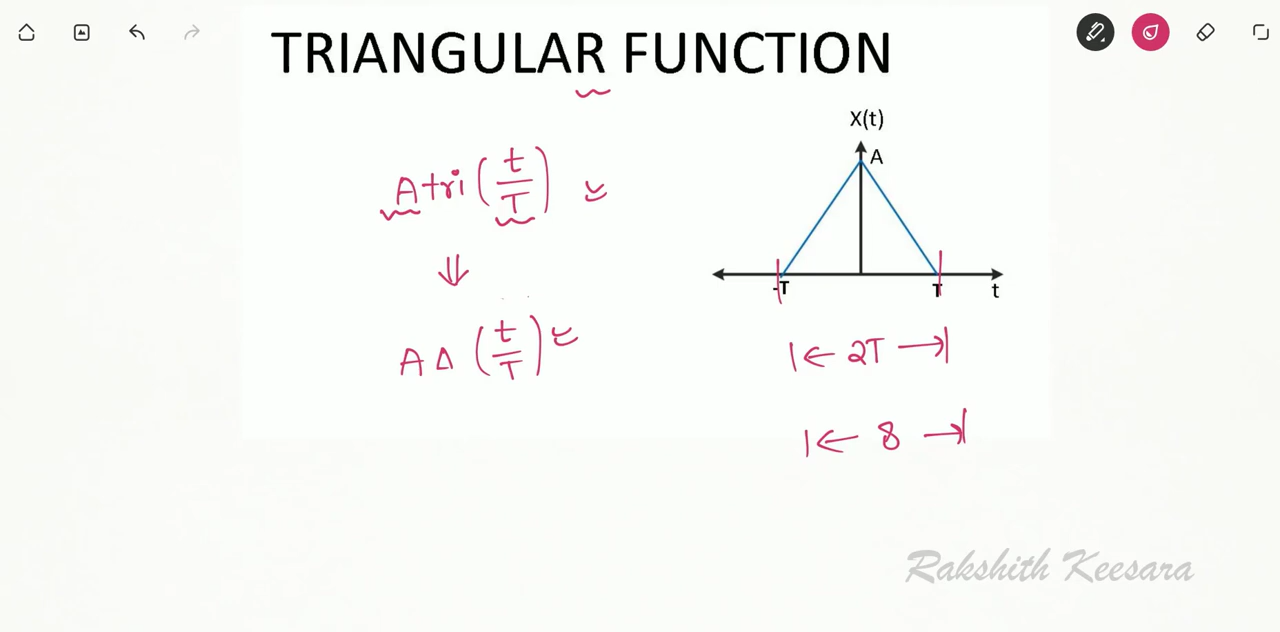 TRIANGULAR FUNCTION
X(t)
A
A tri (t/T)
-T
T
t
⇓
A Δ (t/T)
|← 2T →|
|← 8 →|
Rakshith Keesara